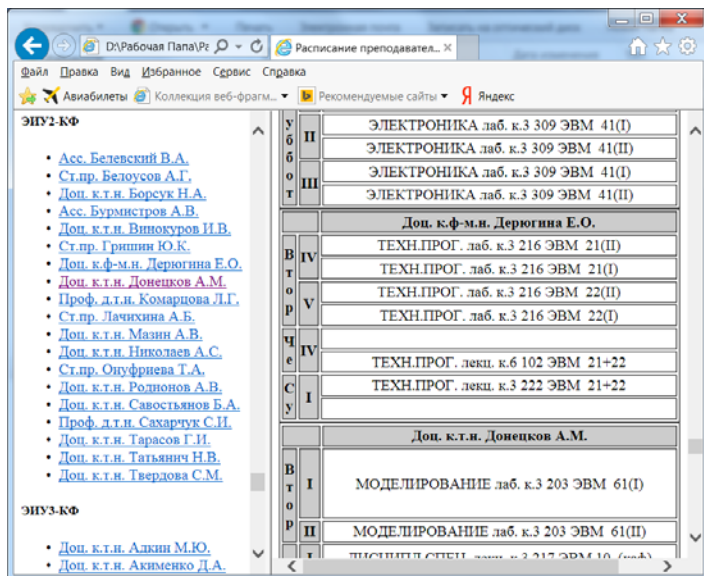 D:\Рабочая Папа\Ра
Расписание преподавател...
Файл Правка Вид Избранное Сервис Справка
Авиабилеты Коллекция веб-фрагм... Рекомендуемые сайты Яндекс
ЭИУ2-КФ
Асс. Белевский В.А.
Ст.пр. Белоусов А.Г.
Доц. к.т.н. Борсук Н.А.
Асс. Бурмистров А.В.
Доц. к.т.н. Винокуров И.В.
Ст.пр. Гришин Ю.К.
Доц. к.ф-м.н. Дерюгина Е.О.
Доц. к.т.н. Донецков А.М.
Проф. д.т.н. Комарцова Л.Г.
Ст.пр. Лачихина А.Б.
Доц. к.т.н. Мазин А.В.
Доц. к.т.н. Николаев А.С.
Ст.пр. Онуфриева Т.А.
Доц. к.т.н. Родионов А.В.
Доц. к.т.н. Савостьянов Б.А.
Проф. д.т.н. Сахарчук С.И.
Доц. к.т.н. Тарасов Г.И.
Доц. к.т.н. Татьянич Н.В.
Доц. к.т.н. Твердова С.М.
ЭИУ3-КФ
Доц. к.т.н. Адкин М.Ю.
Доц. к.т.н. Акименко Д.А.
уббот
II
ЭЛЕКТРОНИКА лаб. к.3 309 ЭВМ 41(I)
ЭЛЕКТРОНИКА лаб. к.3 309 ЭВМ 41(II)
III
ЭЛЕКТРОНИКА лаб. к.3 309 ЭВМ 41(I)
ЭЛЕКТРОНИКА лаб. к.3 309 ЭВМ 41(II)
Доц. к.ф-м.н. Дерюгина Е.О.
Втор
IV
ТЕХН.ПРОГ. лаб. к.3 216 ЭВМ 21(II)
ТЕХН.ПРОГ. лаб. к.3 216 ЭВМ 21(I)
V
ТЕХН.ПРОГ. лаб. к.3 216 ЭВМ 22(II)
ТЕХН.ПРОГ. лаб. к.3 216 ЭВМ 22(I)
Че
IV
ТЕХН.ПРОГ. лекц. к.6 102 ЭВМ 21+22
Су
I
ТЕХН.ПРОГ. лекц. к.3 222 ЭВМ 21+22
Доц. к.т.н. Донецков А.М.
Втор
I
МОДЕЛИРОВАНИЕ лаб. к.3 203 ЭВМ 61(I)
II
МОДЕЛИРОВАНИЕ лаб. к.3 203 ЭВМ 61(II)
I